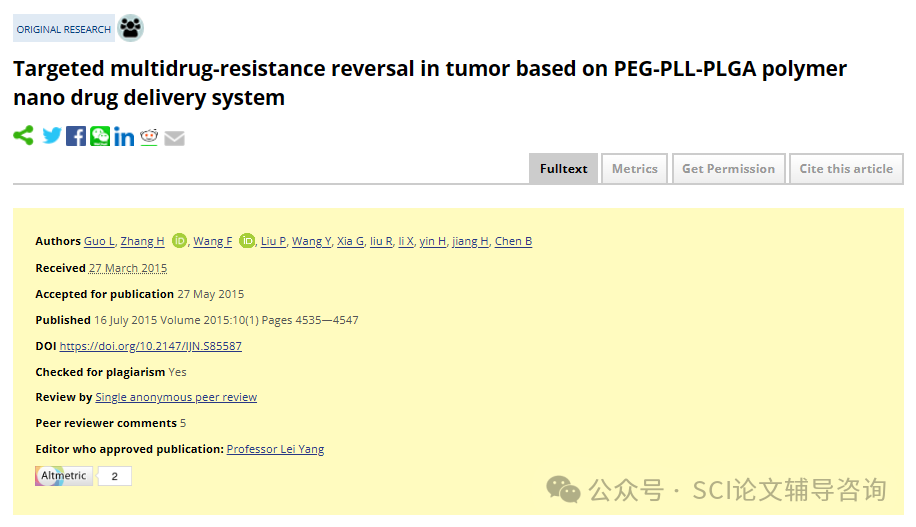 ORIGINAL RESEARCH
Targeted multidrug-resistance reversal in tumor based on PEG-PLL-PLGA polymer
nano drug delivery system
Fulltext Metrics Get Permission Cite this article
Authors Guo L, Zhang H iD, Wang F iD, Liu P, Wang Y, Xia G, liu R, li X, yin H, jiang H, Chen B
Received 27 March 2015
Accepted for publication 27 May 2015
Published 16 July 2015 Volume 2015:10(1) Pages 4535—4547
DOI https://doi.org/10.2147/IJN.S85587
Checked for plagiarism Yes
Review by Single anonymous peer review
Peer reviewer comments 5
Editor who approved publication: Professor Lei Yang
Altmetric 2
公众号 · SCI论文辅导咨询